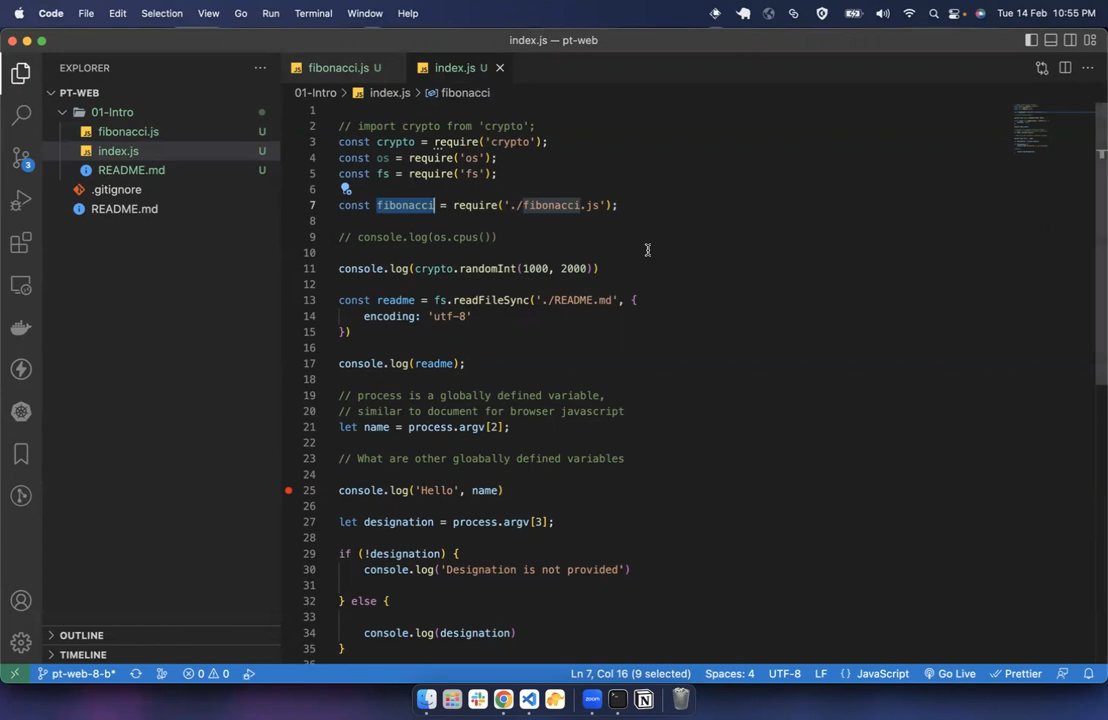 Code File Edit Selection View Go Run Terminal Window Help Tue 14 Feb 10:55 PM
index.js — pt-web
EXPLORER
fibonacci.js U
index.js U
PT-WEB
01-Intro
fibonacci.js U
index.js U
README.md U
.gitignore
README.md
OUTLINE
TIMELINE
3
01-Intro > index.js > fibonacci
1
2 // import crypto from 'crypto';
3 const crypto = require('crypto');
4 const os = require('os');
5 const fs = require('fs');
6
7 const fibonacci = require('./fibonacci.js');
8
9 // console.log(os.cpus())
10
11 console.log(crypto.randomInt(1000, 2000))
12
13 const readme = fs.readFileSync('./README.md', {
14 encoding: 'utf-8'
15 })
16
17 console.log(readme);
18
19 // process is a globally defined variable,
20 // similar to document for browser javascript
21 let name = process.argv[2];
22
23 // What are other gloabally defined variables
24
25 console.log('Hello', name)
26
27 let designation = process.argv[3];
28
29 if (!designation) {
30 console.log('Designation is not provided')
31
32 } else {
33
34 console.log(designation)
35 }
pt-web-8-b* 0 0 Ln 7, Col 16 (9 selected) Spaces: 4 UTF-8 LF JavaScript Go Live Prettier